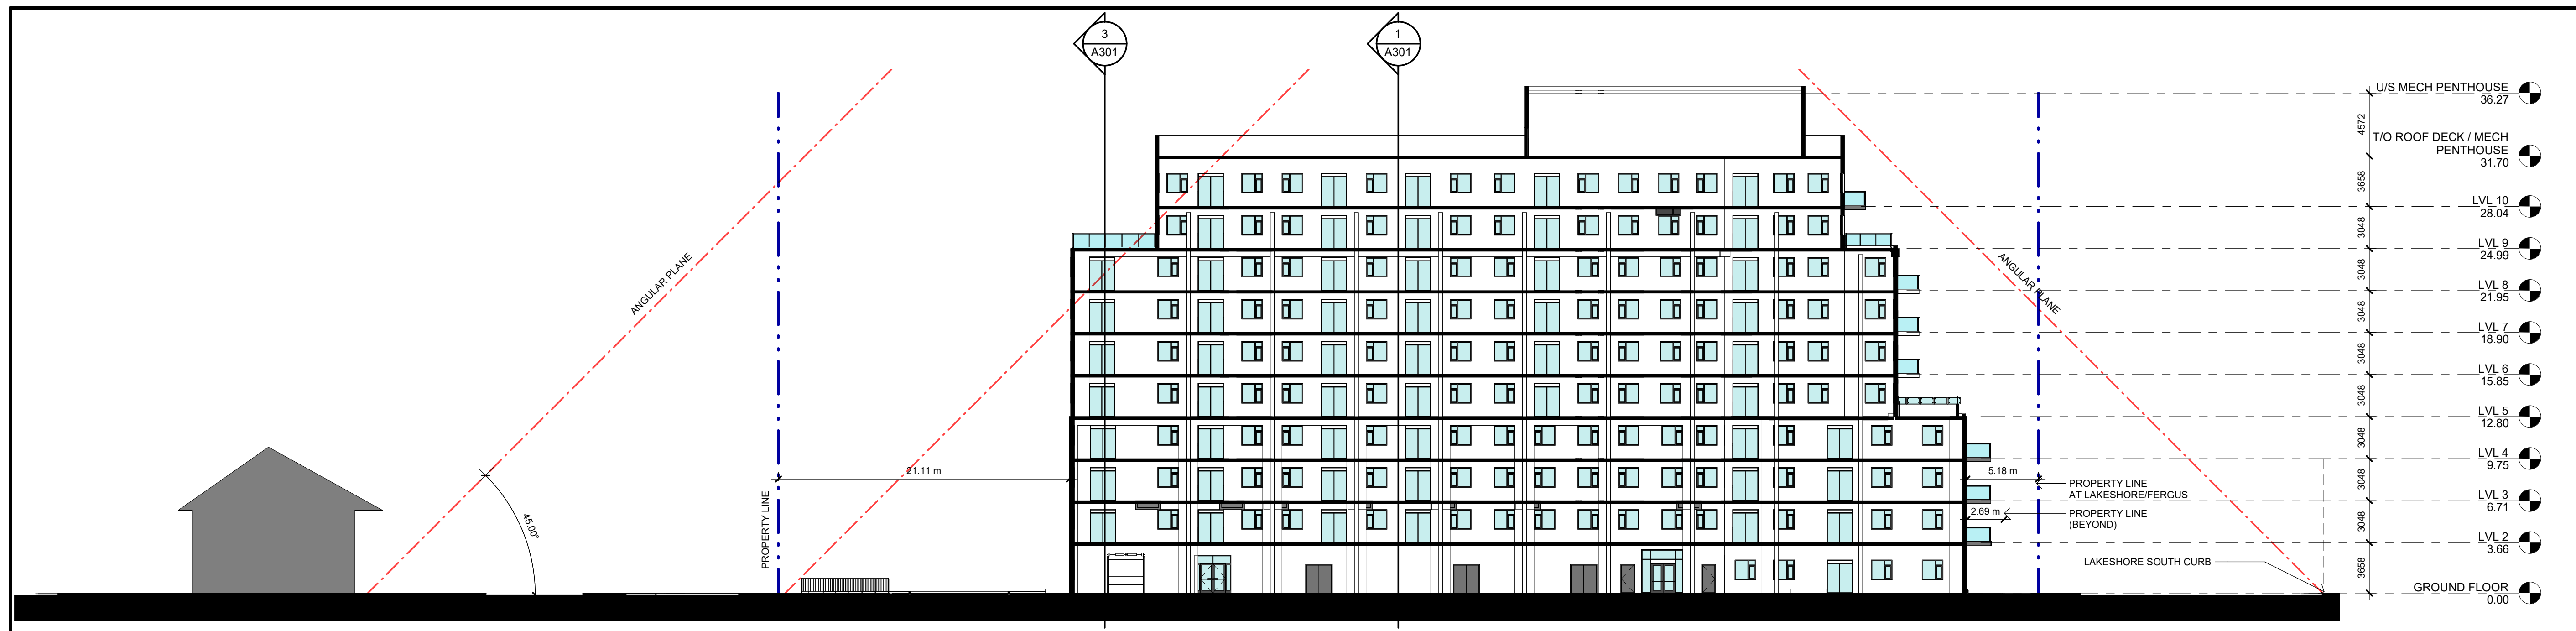 3
A301
1
A301
U/S MECH PENTHOUSE
36.27
4572
T/O ROOF DECK / MECH
PENTHOUSE
31.70
3658
LVL 10
28.04
3048
LVL 9
24.99
3048
LVL 8
21.95
3048
LVL 7
18.90
3048
LVL 6
15.85
3048
LVL 5
12.80
3048
LVL 4
9.75
3048
LVL 3
6.71
3048
LVL 2
3.66
3658
GROUND FLOOR
0.00
ANGULAR PLANE
ANGULAR PLANE
45.00°
PROPERTY LINE
21.11 m
5.18 m
PROPERTY LINE
AT LAKESHORE/FERGUS
2.69 m
PROPERTY LINE
(BEYOND)
LAKESHORE SOUTH CURB